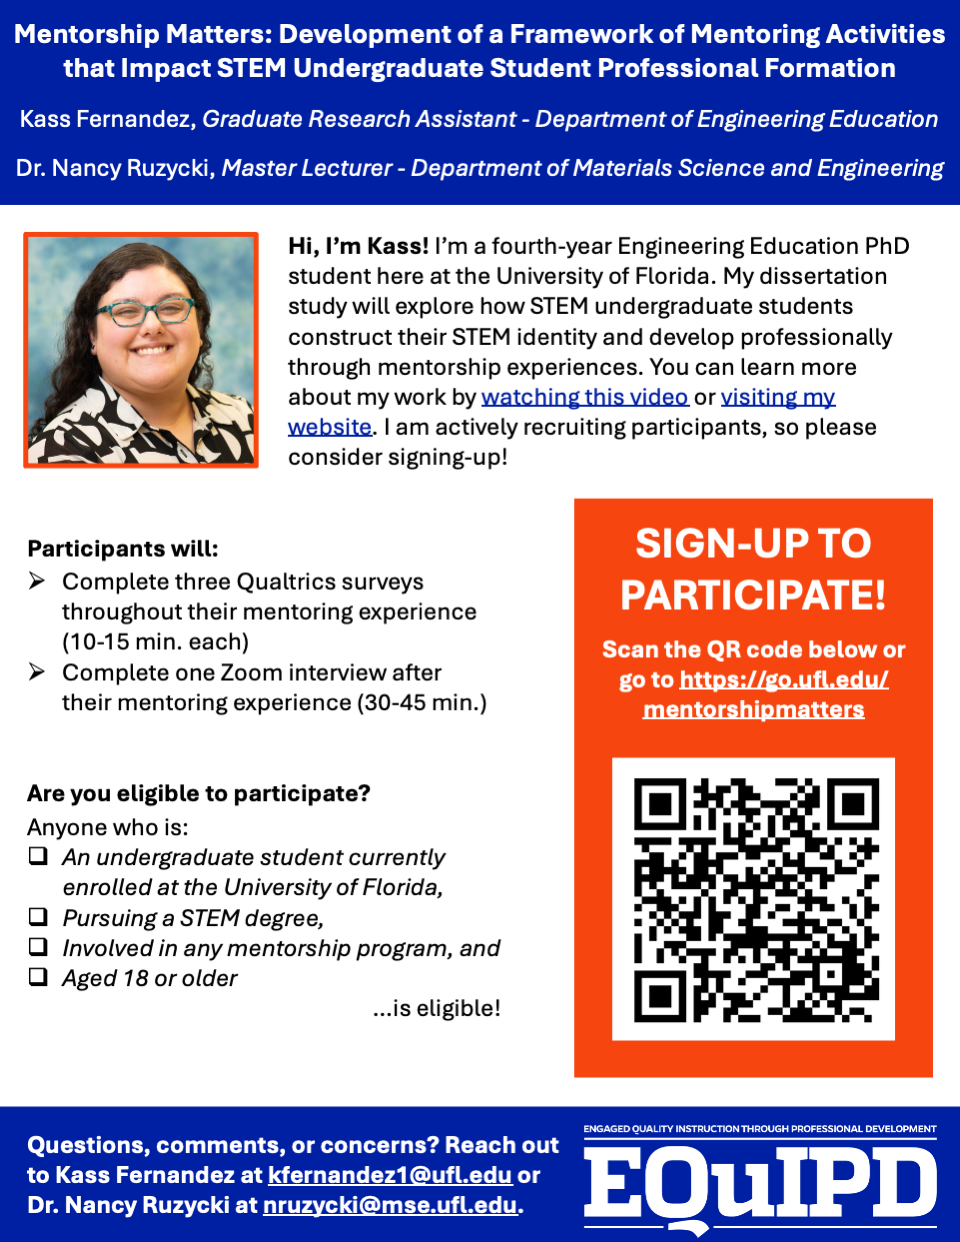 Mentorship Matters: Development of a Framework of Mentoring Activities
that Impact STEM Undergraduate Student Professional Formation
Kass Fernandez, Graduate Research Assistant - Department of Engineering Education
Dr. Nancy Ruzycki, Master Lecturer - Department of Materials Science and Engineering
Hi, I’m Kass! I’m a fourth-year Engineering Education PhD
student here at the University of Florida. My dissertation
study will explore how STEM undergraduate students
construct their STEM identity and develop professionally
through mentorship experiences. You can learn more
about my work by watching this video or visiting my
website. I am actively recruiting participants, so please
consider signing-up!
Participants will:
Complete three Qualtrics surveys
throughout their mentoring experience
(10-15 min. each)
Complete one Zoom interview after
their mentoring experience (30-45 min.)
Are you eligible to participate?
Anyone who is:
An undergraduate student currently
enrolled at the University of Florida,
Pursuing a STEM degree,
Involved in any mentorship program, and
Aged 18 or older
...is eligible!
SIGN-UP TO
PARTICIPATE!
Scan the QR code below or
go to https://go.ufl.edu/
mentorshipmatters
Questions, comments, or concerns? Reach out
to Kass Fernandez at kfernandez1@ufl.edu or
Dr. Nancy Ruzycki at nruzycki@mse.ufl.edu.
ENGAGED QUALITY INSTRUCTION THROUGH PROFESSIONAL DEVELOPMENT
EQuIPD